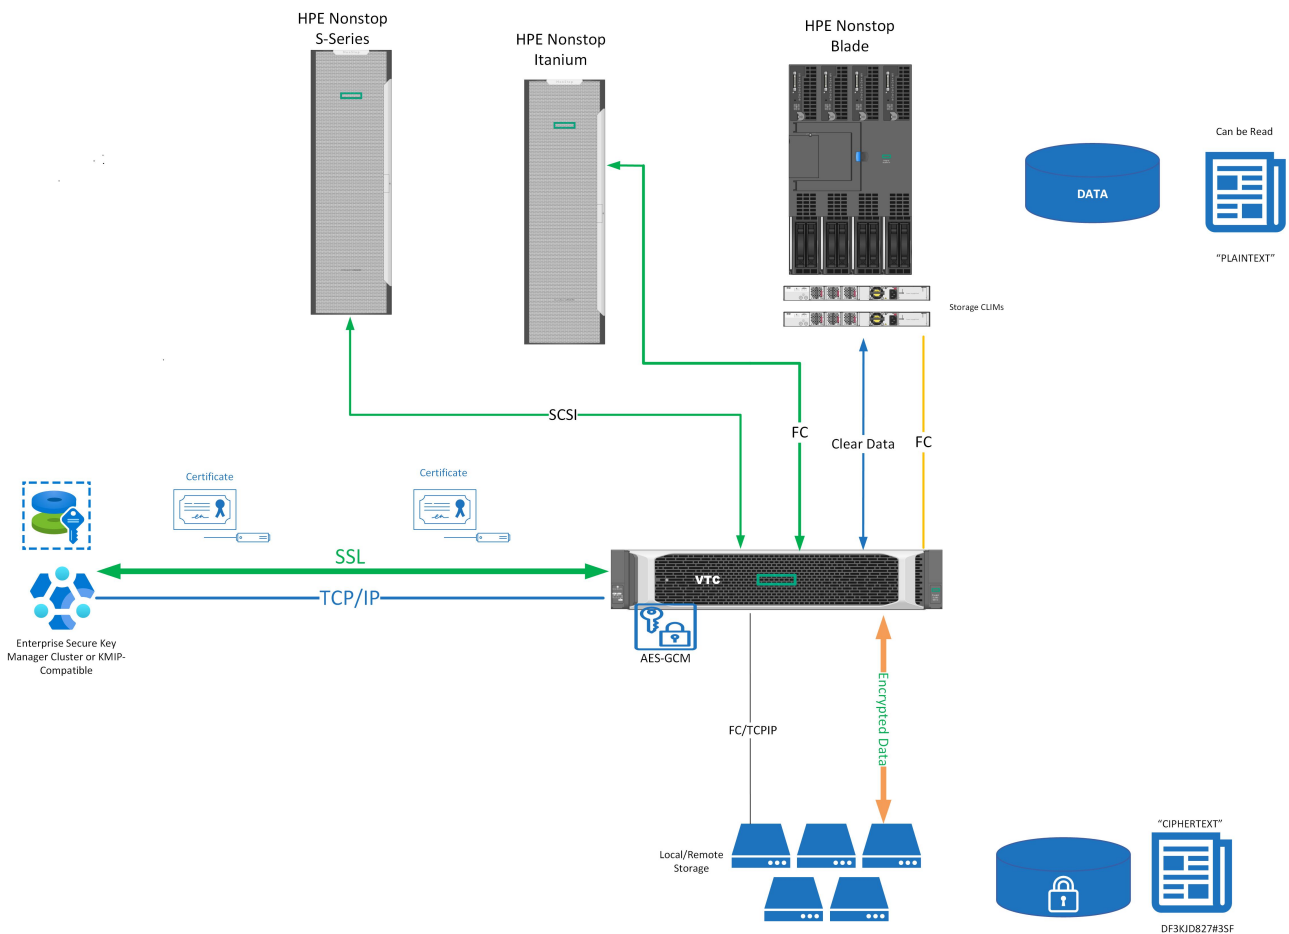 HPE Nonstop
S-Series
HPE Nonstop
Itanium
HPE Nonstop
Blade
Can be Read
DATA
"PLAINTEXT"
Storage CLIMs
SCSI
FC
Clear Data
FC
Certificate
Certificate
SSL
TCP/IP
VTC
Enterprise Secure Key
Manager Cluster or KMIP-
Compatible
AES-GCM
FC/TCPIP
Encrypted Data
Local/Remote
Storage
"CIPHERTEXT"
DF3KJD827#3SF